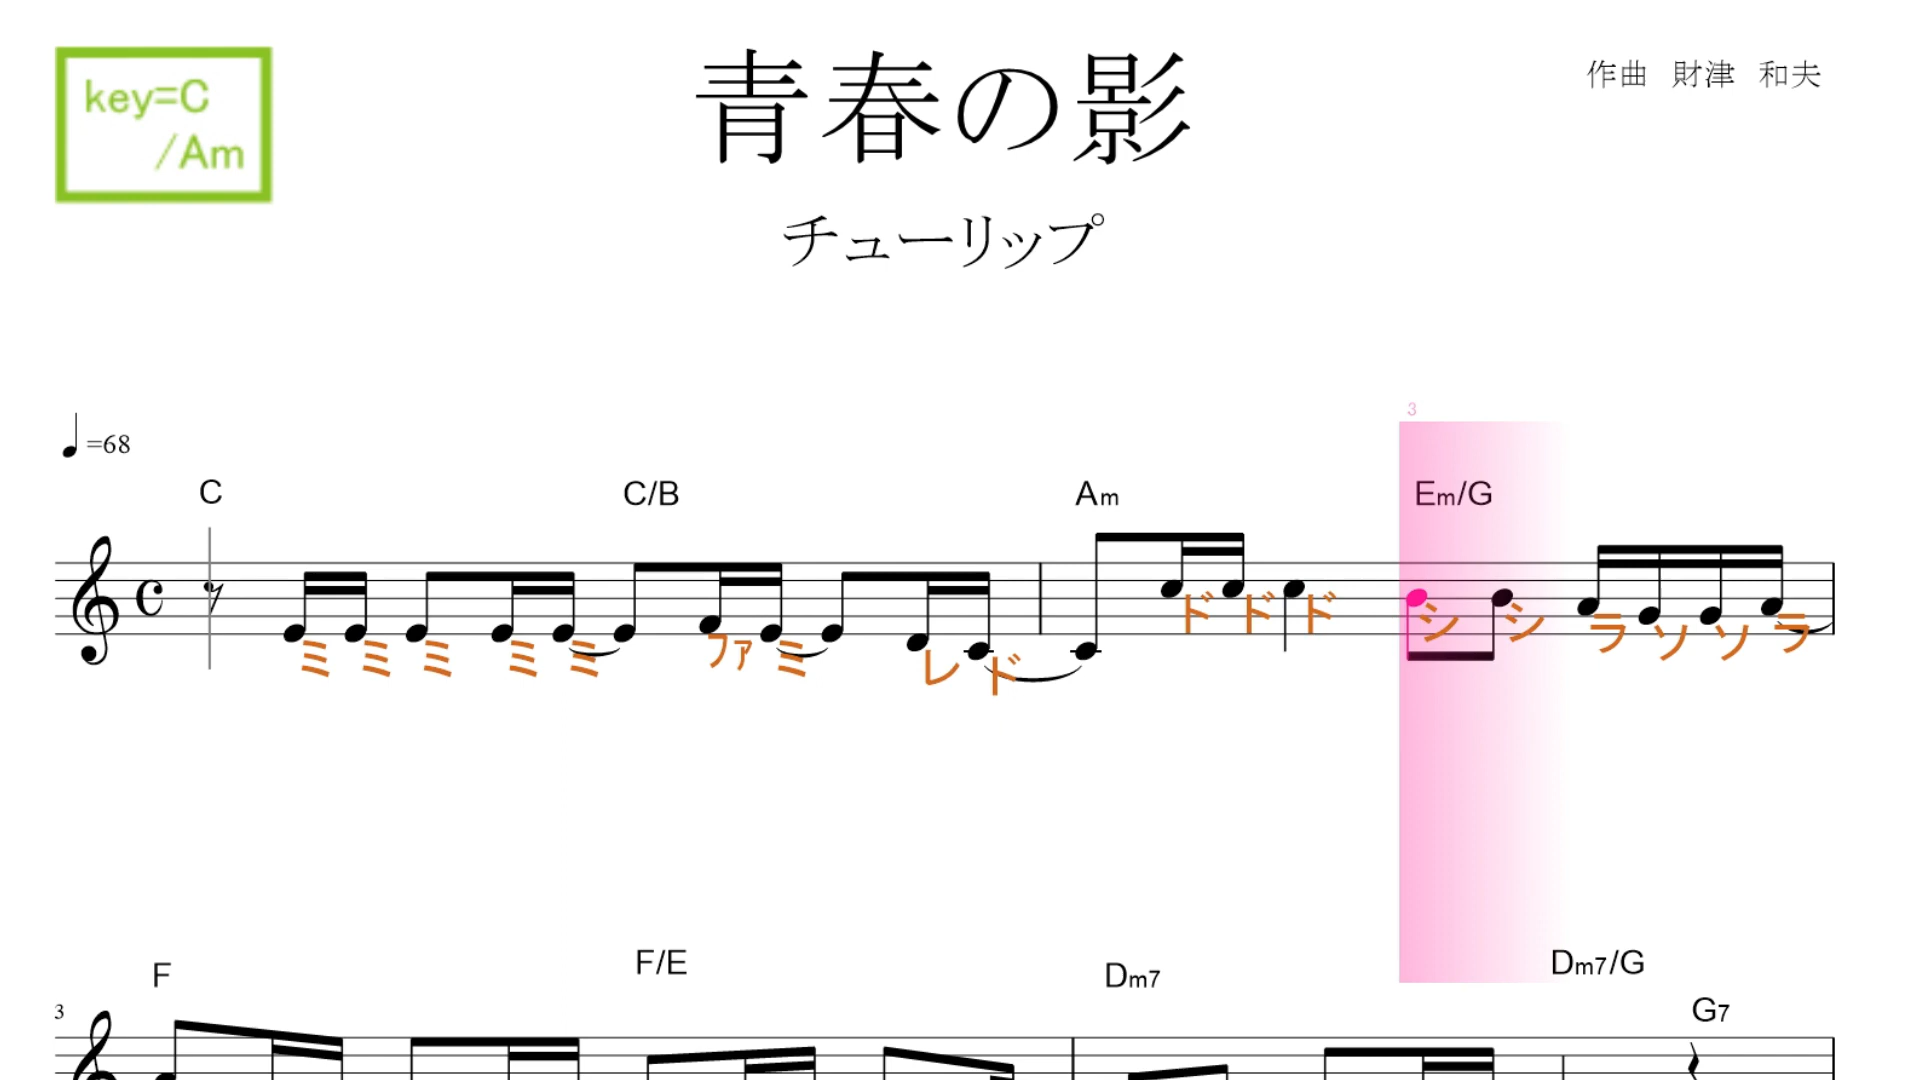 key=C
/Am
青春の影
作曲 財津 和夫
チューリップ
3
=68
C C/B Am Em/G
ミ ミ ミ ミ ミ ファ ミ レ ド ド ド ド シ シ ラ ソ ソ ラ
F F/E Dm7 Dm7/G
3 G7